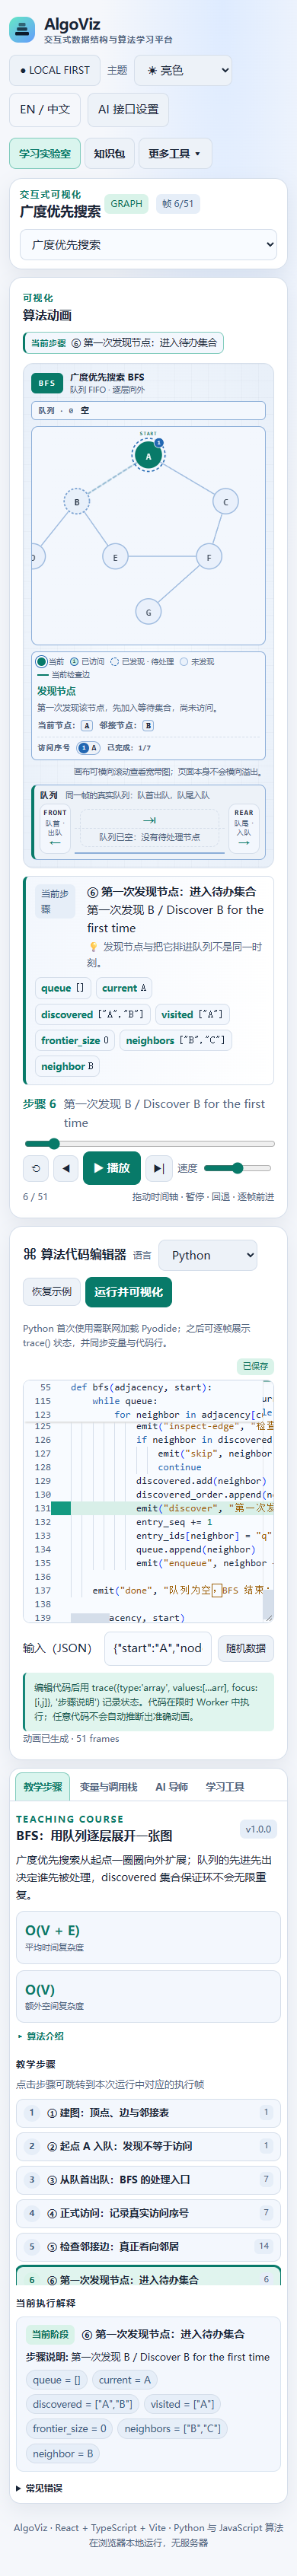 AlgoViz
交互式数据结构与算法学习平台
● LOCAL FIRST
主题
☀ 亮色
EN / 中文
AI 接口设置
学习实验室
知识包
更多工具 ▾
交互式可视化
广度优先搜索
GRAPH
帧 6/51
广度优先搜索
可视化
算法动画
当前步骤 ⑥ 第一次发现节点：进入待办集合
BFS
广度优先搜索 BFS
队列 FIFO · 逐层向外
队列 · 0 空
START
1
A
B
C
D
E
F
G
当前
1 已访问
已发现 · 待处理
未发现
当前检查边
发现节点
第一次发现该节点，先加入等待集合，尚未访问。
当前节点： A 邻接节点： B
访问序号 1 A 已完成： 1/7
画布可横向滚动查看宽带图；页面本身不会横向溢出。
队列 同一帧的真实队列：队首出队，队尾入队
FRONT
队首 ·
出队
←
⇥
队列已空：没有待处理节点
REAR
队尾 ·
入队
→
当前步骤
⑥ 第一次发现节点：进入待办集合
第一次发现 B / Discover B for the first time
💡 发现节点与把它排进队列不是同一时刻。
queue []
current A
discovered ["A","B"]
visited ["A"]
frontier_size 0
neighbors ["B","C"]
neighbor B
步骤 6 第一次发现 B / Discover B for the first time
▶ 播放
速度
6 / 51
拖动时间轴 · 暂停 · 回退 · 逐帧前进
⌘ 算法代码编辑器
语言
Python
恢复示例
运行并可视化
Python 首次使用需联网加载 Pyodide；之后可逐帧展示 trace() 状态，并同步变量与代码行。
已保存
55 def bfs(adjacency, start):
115 while queue:
123 for neighbor in adjacency[c
125 emit("inspect-edge", "检查
126 if neighbor in discovered
127 emit("skip", neighbor
128 continue
129 discovered.add(neighbor)
130 discovered_order.append(n
131 emit("discover", "第一次发
132 entry_seq += 1
133 entry_ids[neighbor] = "q"
134 queue.append(neighbor)
135 emit("enqueue", neighbor
136
137 emit("done", "队列为空，BFS 结束：
138
139 acency, start)
输入（JSON）
{"start":"A","nod
随机数据
编辑代码后用 trace({type:'array', values:[...arr], focus:[i,j]}, '步骤说明') 记录状态。代码在限时 Worker 中执行；任意代码不会自动推断出准确动画。
动画已生成 · 51 frames
教学步骤
变量与调用栈
AI 导师
学习工具
TEACHING COURSE
BFS：用队列逐层展开一张图
v1.0.0
广度优先搜索从起点一圈圈向外扩展；队列的先进先出决定谁先被处理，discovered 集合保证环不会无限重复。
O(V + E)
平均时间复杂度
O(V)
额外空间复杂度
▸ 算法介绍
教学步骤
点击步骤可跳转到本次运行中对应的执行帧
1 ① 建图：顶点、边与邻接表 1
2 ② 起点 A 入队：发现不等于访问 1
3 ③ 从队首出队：BFS 的处理入口 7
4 ④ 正式访问：记录真实访问序号 7
5 ⑤ 检查邻接边：真正看向邻居 14
6 ⑥ 第一次发现节点：进入待办集合 6
当前执行解释
当前阶段 ⑥ 第一次发现节点：进入待办集合
步骤说明: 第一次发现 B / Discover B for the first time
queue = []
current = A
discovered = ["A","B"]
visited = ["A"]
frontier_size = 0
neighbors = ["B","C"]
neighbor = B
▸ 常见错误
AlgoViz · React + TypeScript + Vite · Python 与 JavaScript 算法
在浏览器本地运行，无服务器